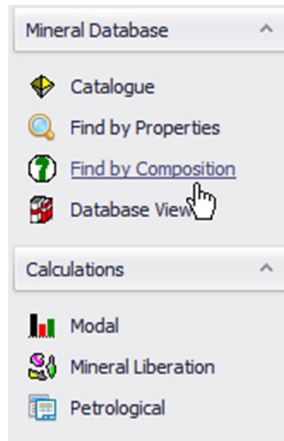 Mineral Database
Catalogue
Find by Properties
Find by Composition
Database View
Calculations
Modal
Mineral Liberation
Petrological